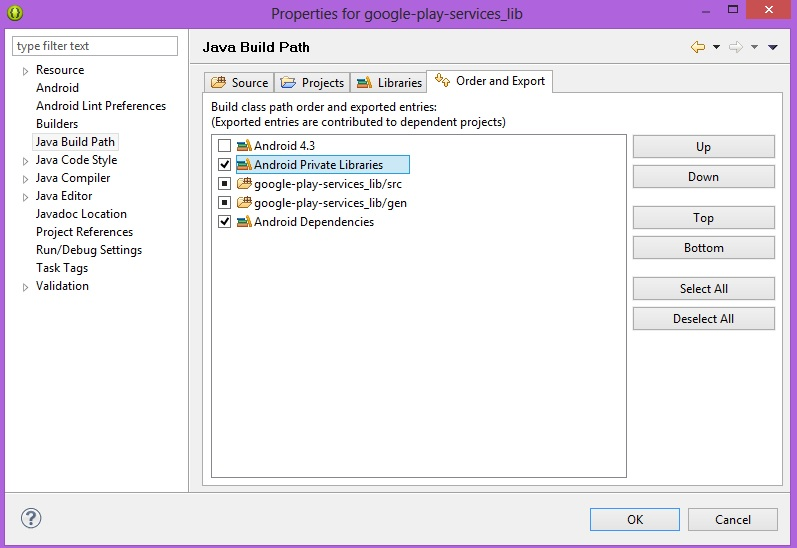 Properties for google-play-services_lib
type filter text
Resource
Android
Android Lint Preferences
Builders
Java Build Path
Java Code Style
Java Compiler
Java Editor
Javadoc Location
Project References
Run/Debug Settings
Task Tags
Validation
Java Build Path
Source Projects Libraries Order and Export
Build class path order and exported entries:
(Exported entries are contributed to dependent projects)
Android 4.3
Android Private Libraries
google-play-services_lib/src
google-play-services_lib/gen
Android Dependencies
Up
Down
Top
Bottom
Select All
Deselect All
OK Cancel